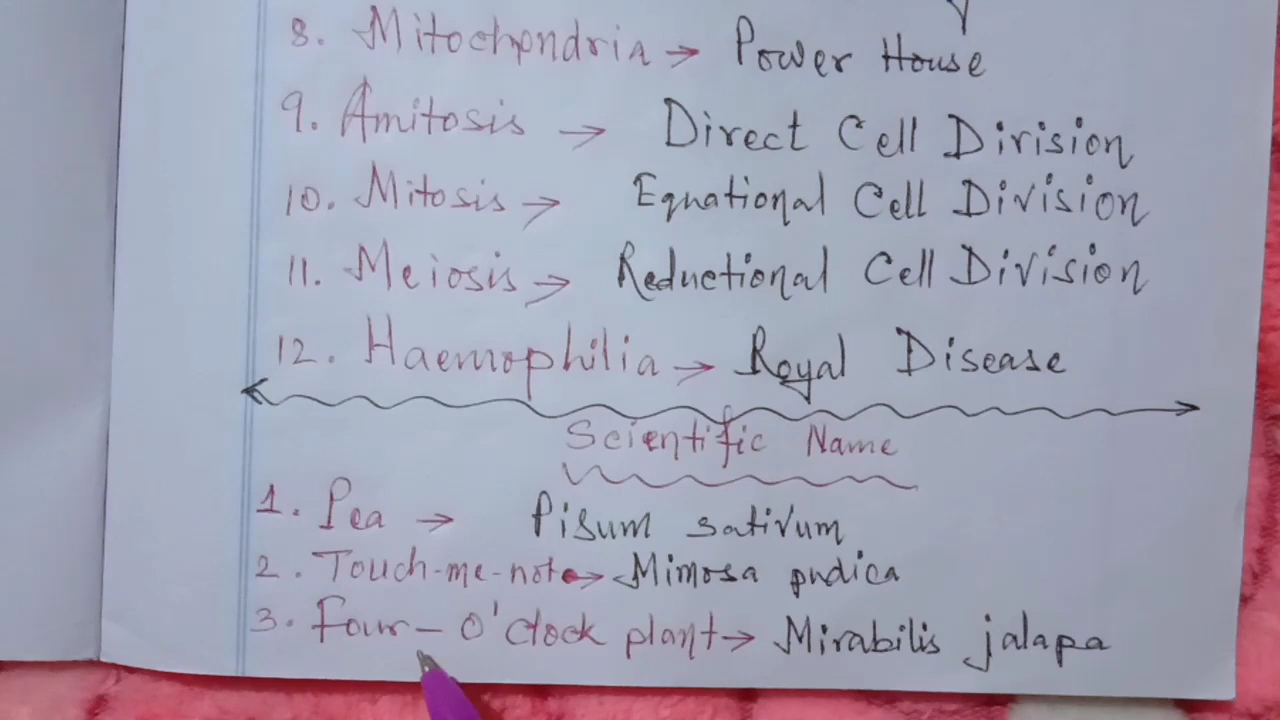 8. Mitochondria → Power House
9. Amitosis → Direct Cell Division
10. Mitosis → Equational Cell Division
11. Meiosis → Reductional Cell Division
12. Haemophilia → Royal Disease
Scientific Name
1. Pea → Pisum sativum
2. Touch-me-not → Mimosa pudica
3. Four-O'clock plant → Mirabilis jalapa